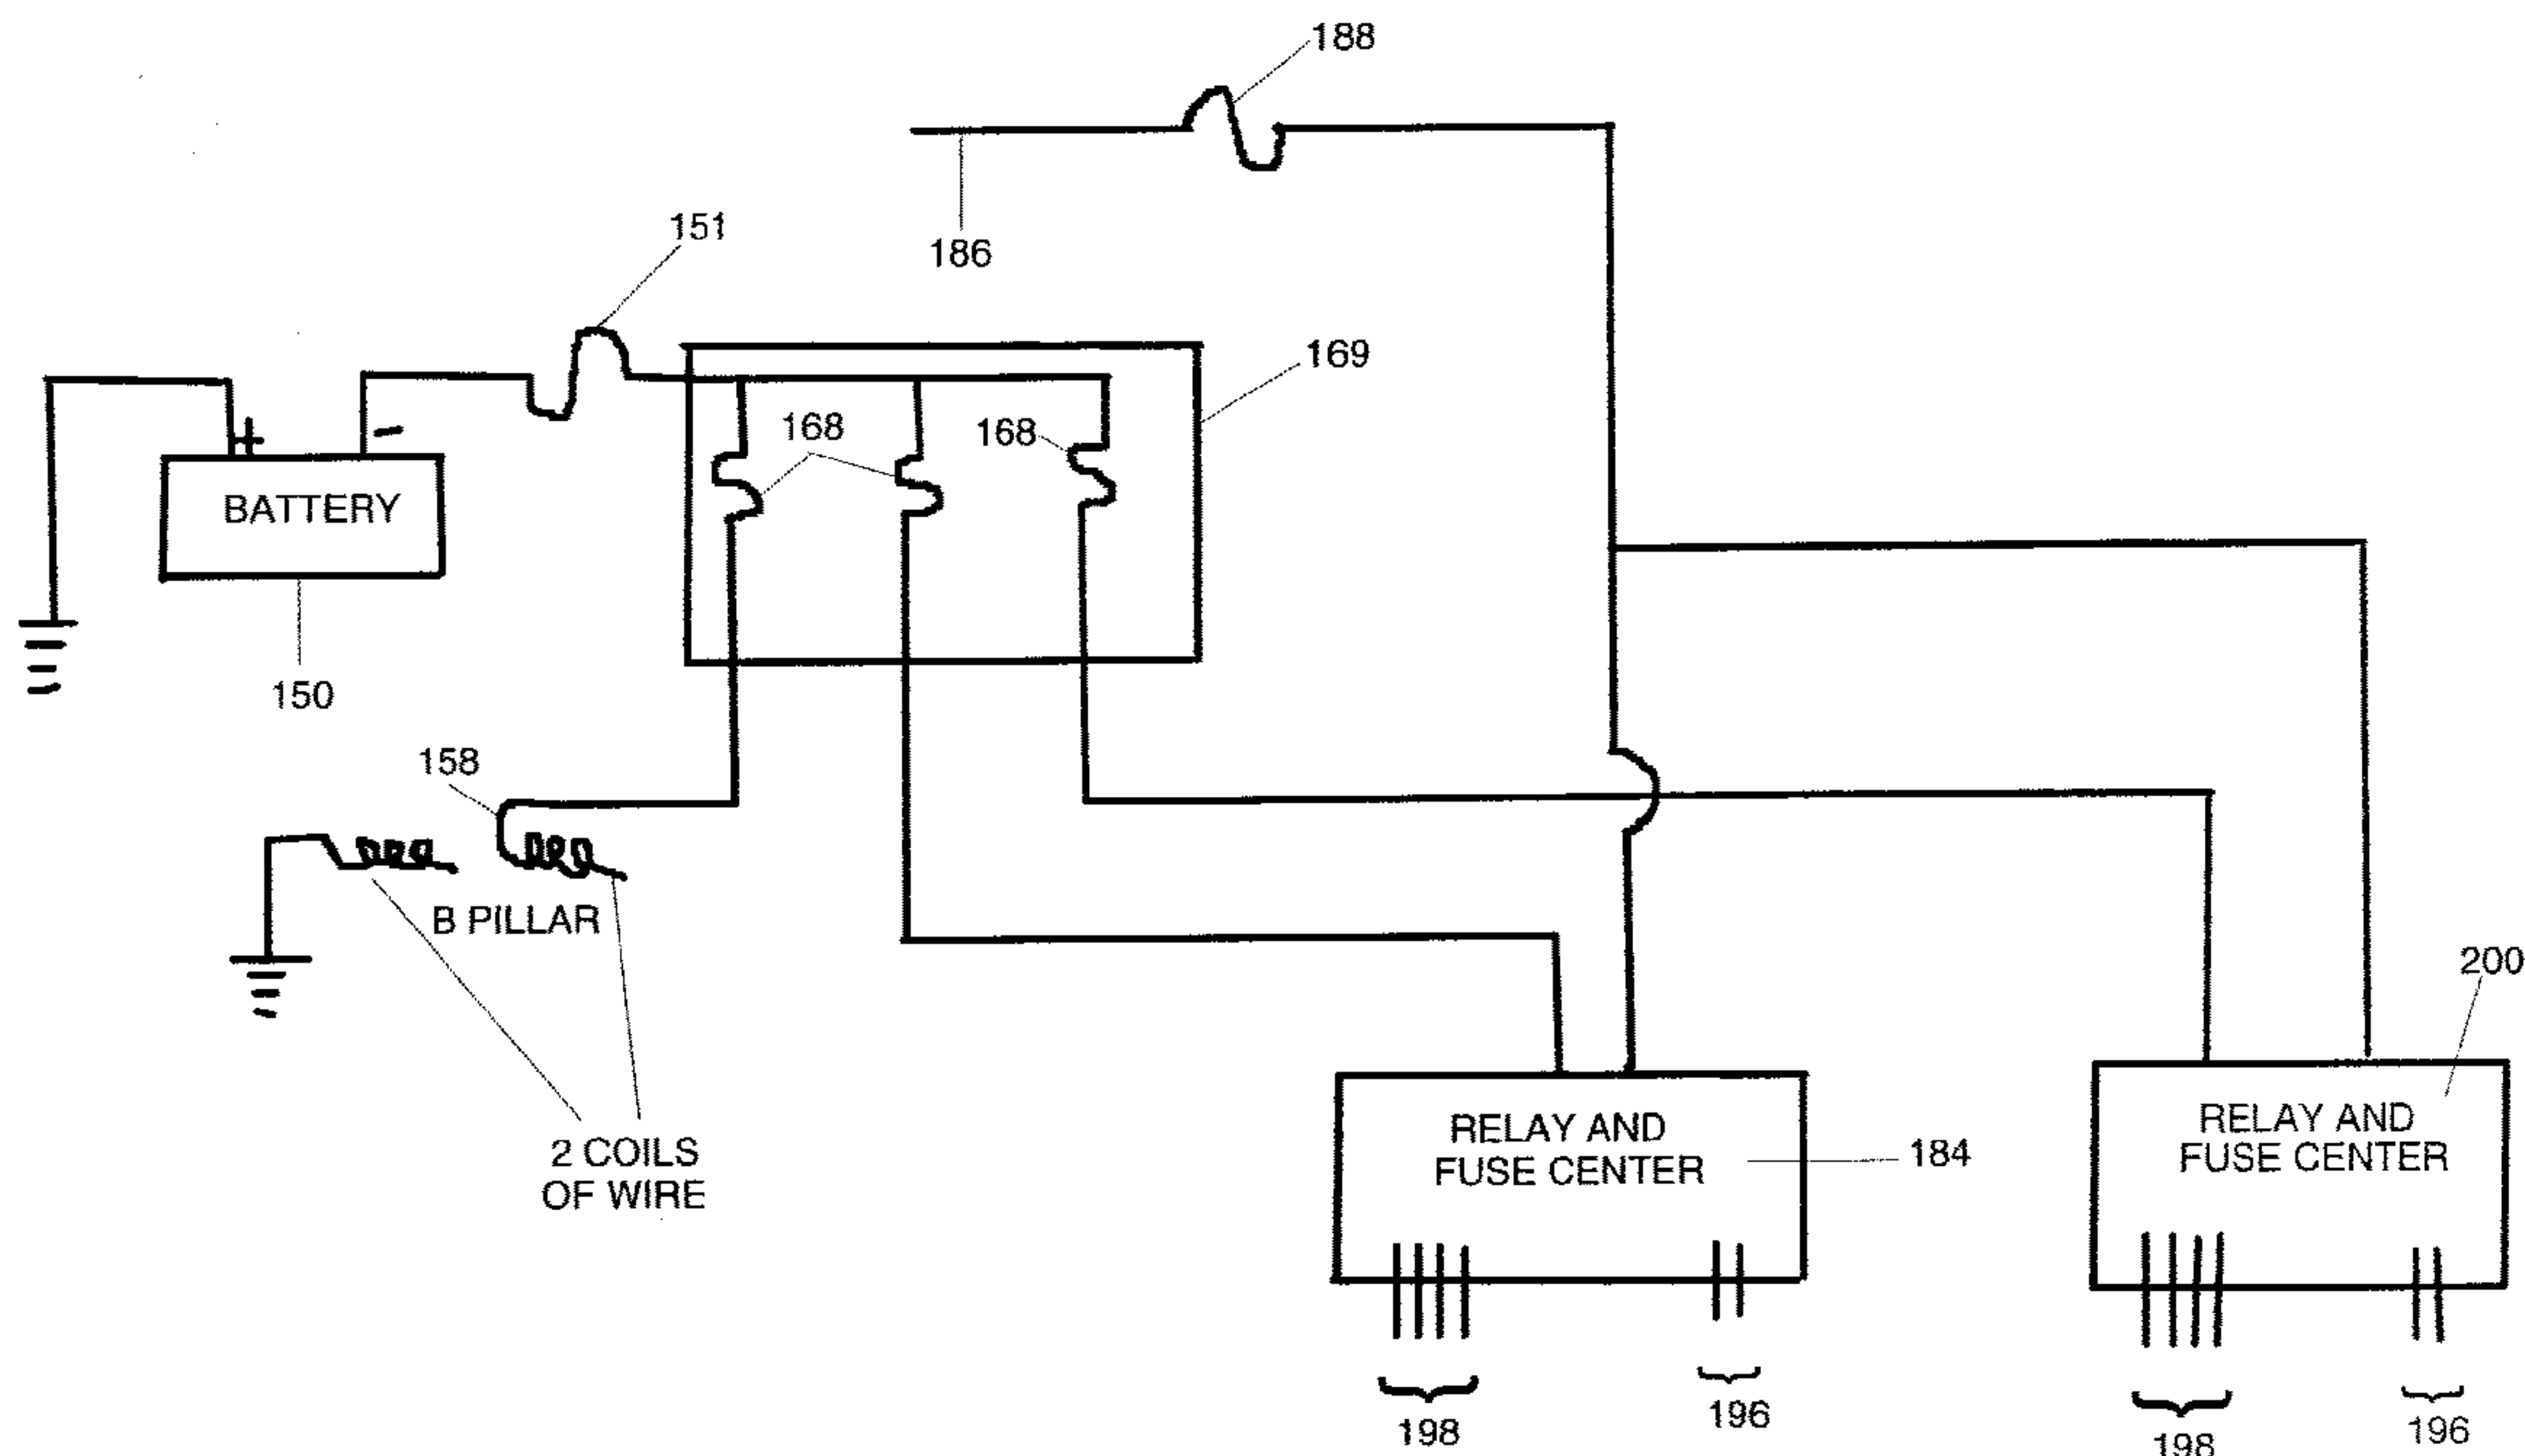 188
151
186
169
168
168
+
-
BATTERY
150
158
B PILLAR
200
2 COILS
OF WIRE
RELAY AND
FUSE CENTER
184
RELAY AND
FUSE CENTER
198
196
198
196